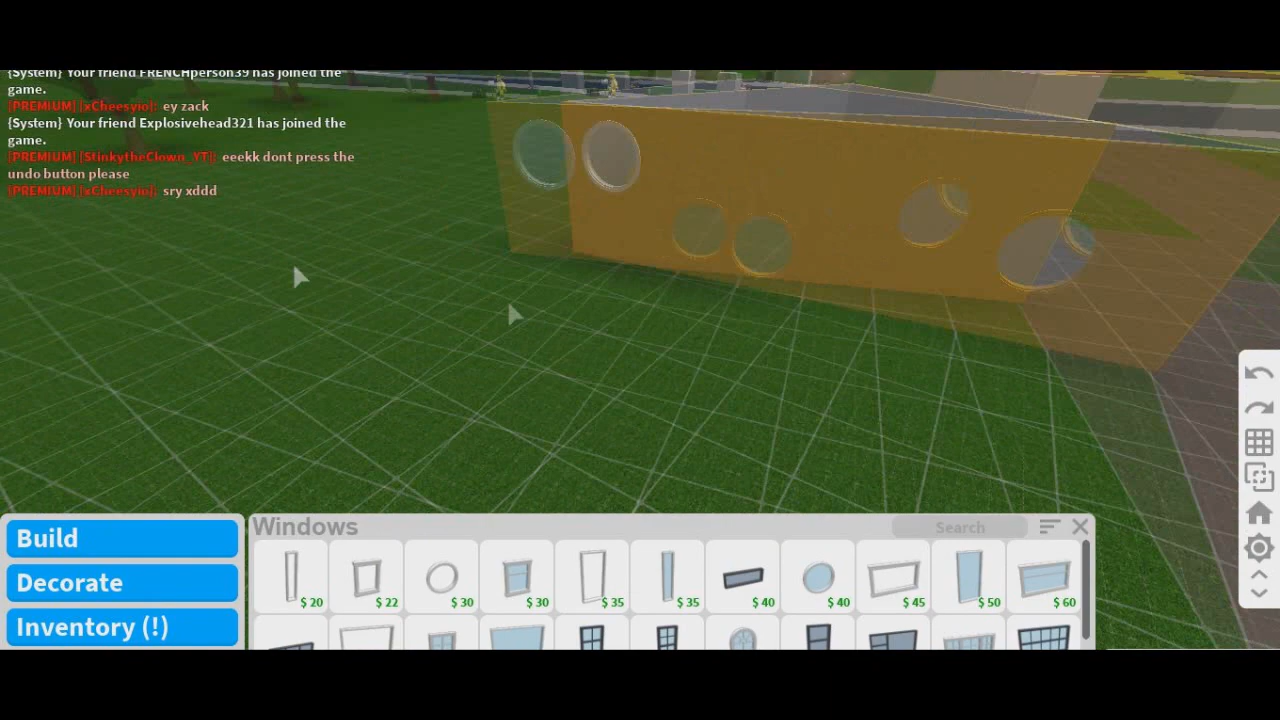 {System} Your friend FRENCHperson39 has joined the
game.
[PREMIUM] [xCheesyio]: ey zack
{System} Your friend Explosivehead321 has joined the
game.
[PREMIUM] [StinkytheClown_YT]: eeekk dont press the
undo button please
[PREMIUM] [xCheesyio]: sry xddd
Build
Decorate
Inventory (!)
Windows
Search
$ 20
$ 22
$ 30
$ 30
$ 35
$ 35
$ 40
$ 40
$ 45
$ 50
$ 60